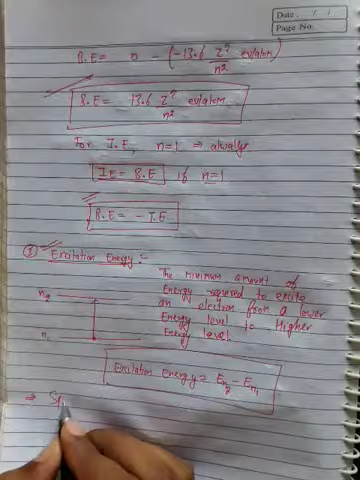 Date : / /
Page No.
B.E = 0 - (-13.6 Z²/n² ev/atom)
B.E = 13.6 Z²/n² ev/atom
For I.E, n=1 ⇒ always
IE = B.E if n=1
B.E = - T.E
③ Excitation Energy :-
The minimum amount of
n₂ Energy required to excite
an electron from a lower
Energy level to Higher
n₁ Energy level
Excitation Energy = En₂ - En₁
⇒ Sp